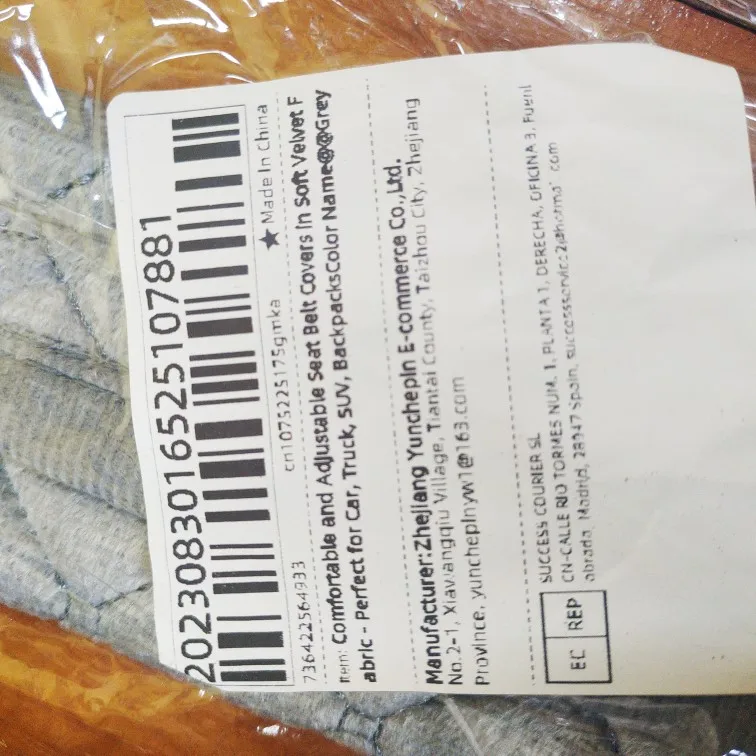 20230830165251078​81
cn1075225175gmka ★ Made In China
736422564933
Item: Comfortable and Adjustable Seat Belt Covers In Soft Velvet F
abric - Perfect for Car, Truck, SUV, BackpacksColor Name@@Grey
Manufacturer:Zhejiang Yunchepin E-commerce Co.,Ltd.
No.2-1, Xiaviangqiu Village, Tiantai County, Taizhou City, Zhejiang
Province, yunchepinyw1@163.com
EC REP
SUCCESS COURIER SL
CN-CALLE RIO TORMES NUM. 1, PLANTA 1, DERECHA, OFICINA 3, Fuenl
abrada, Madrid, 28947 Spain, com